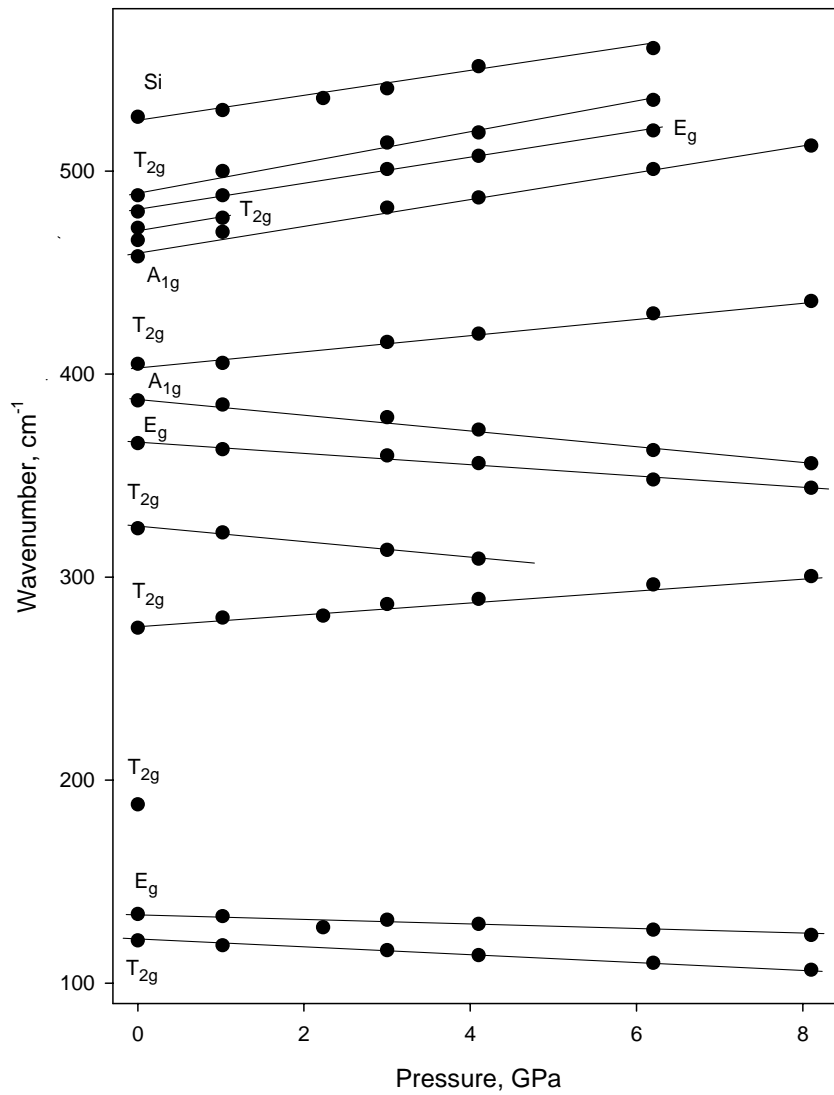 Si
T2g
Eg
500
T2g
A1g
T2g
400
A1g
Eg
T2g
300
T2g
200
T2g
Eg
T2g
100
0 2 4 6 8
Pressure, GPa
Wavenumber, cm-1